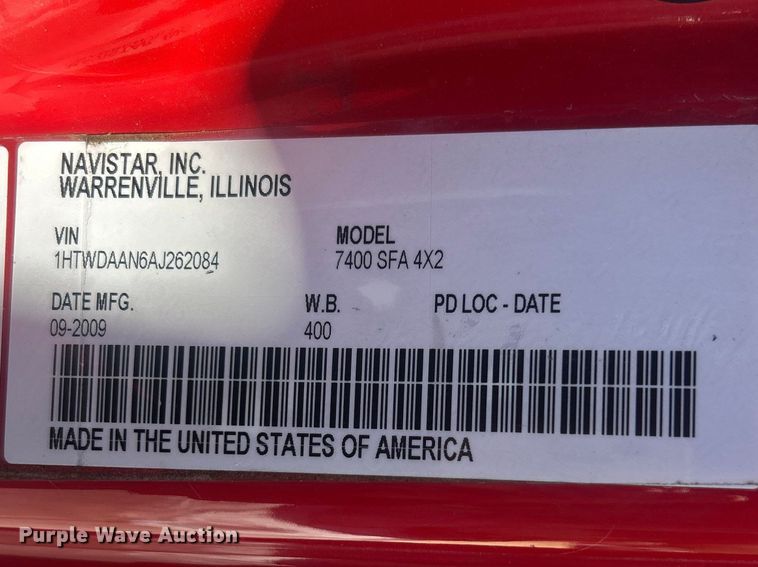 NAVISTAR, INC.
WARRENVILLE, ILLINOIS
VIN MODEL
1HTWDAAN6AJ262084 7400 SFA 4X2
DATE MFG. W.B. PD LOC - DATE
09-2009 400
MADE IN THE UNITED STATES OF AMERICA
Purple Wave Auction